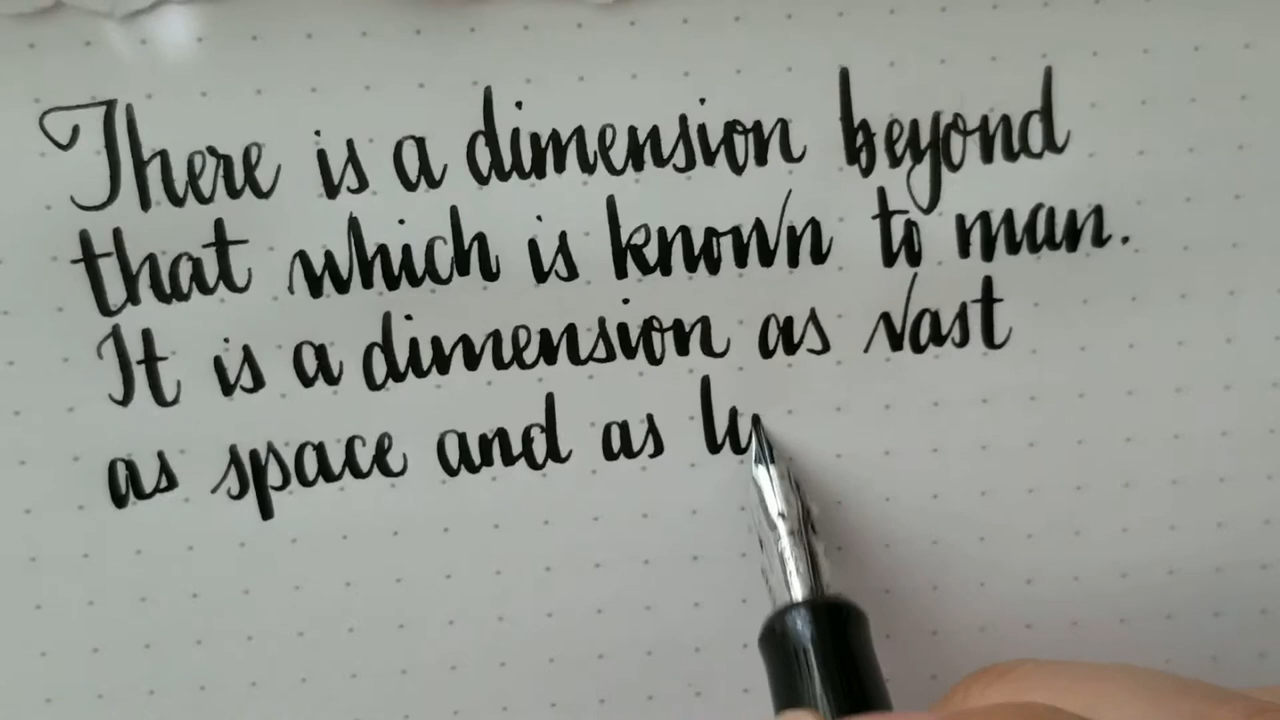 There is a dimension beyond
that which is known to man.
It is a dimension as vast
as space and as